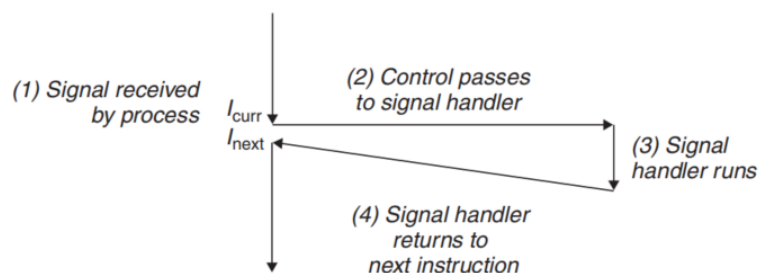 (1) Signal received
by process
(2) Control passes
to signal handler
Icurr
Inext
(3) Signal
handler runs
(4) Signal handler
returns to
next instruction